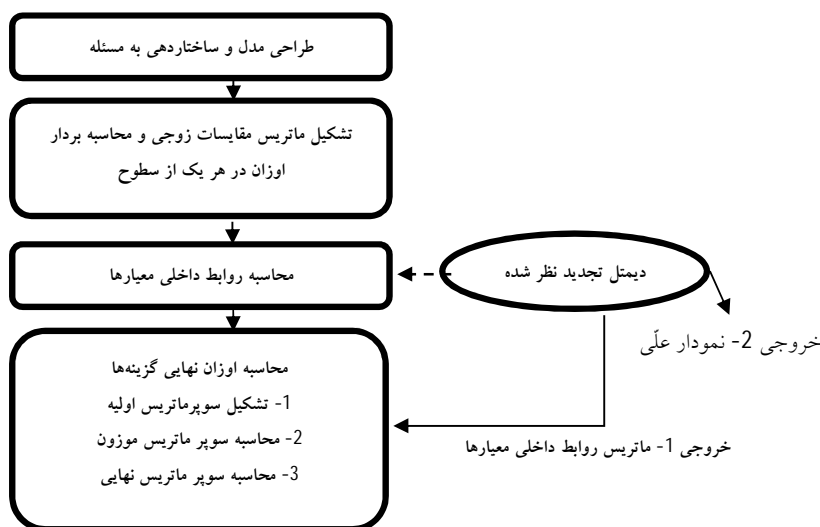 طراحی مدل و ساختاردهی به مسئله
تشکیل ماتریس مقایسات زوجی و محاسبه بردار
اوزان در هر یک از سطوح
محاسبه روابط داخلی معیارها
دیمتل تجدید نظر شده
خروجی 2- نمودار علّی
محاسبه اوزان نهایی گزینه‌ها
1- تشکیل سوپرماتریس اولیه
2- محاسبه سوپر ماتریس موزون
3- محاسبه سوپر ماتریس نهایی
خروجی 1- ماتریس روابط داخلی معیارها